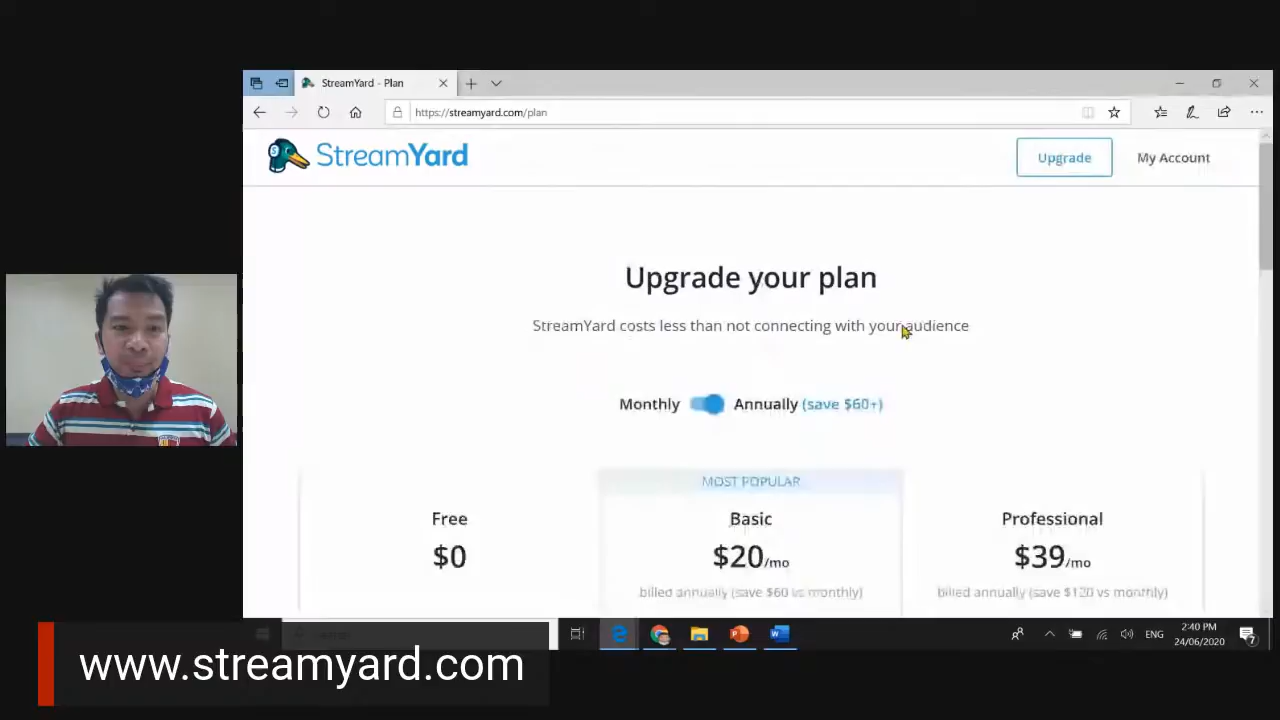 StreamYard - Plan
https://streamyard.com/plan
StreamYard
Upgrade
My Account
Upgrade your plan
StreamYard costs less than not connecting with your audience
Monthly
Annually (save $60+)
MOST POPULAR
Free
Basic
Professional
$0
$20/mo
$39/mo
billed annually (save $60 vs monthly)
billed annually (save $120 vs monthly)
ENG
2:40 PM
24/06/2020
7
www.streamyard.com